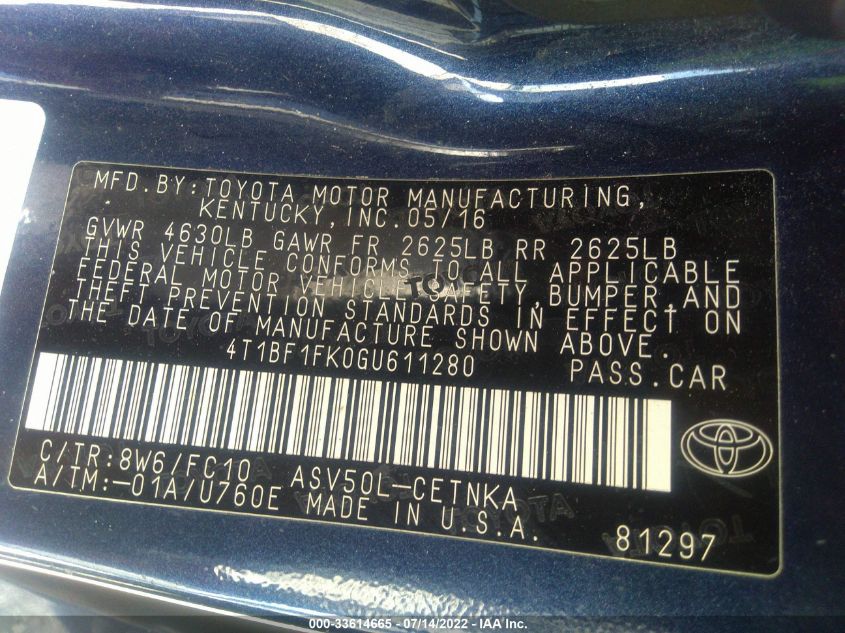 MFD.BY:TOYOTA MOTOR MANUFACTURING,
KENTUCKY,INC.05/16
GVWR 4630LB GAWR FR 2625LB RR 2625LB
THIS VEHICLE CONFORMS TO ALL APPLICABLE
FEDERAL MOTOR VEHICLE SAFETY,BUMPER,AND
THEFT PREVENTION STANDARDS IN EFFECT ON
THE DATE OF MANUFACTURE SHOWN ABOVE.
4T1BF1FK0GU611280 PASS.CAR
C/TR:8W6/FC10 ASV50L-CETNKA
A/TM:-01A/U760E MADE IN U.S.A.
81297
000-33614665 - 07/14/2022 - IAA Inc.